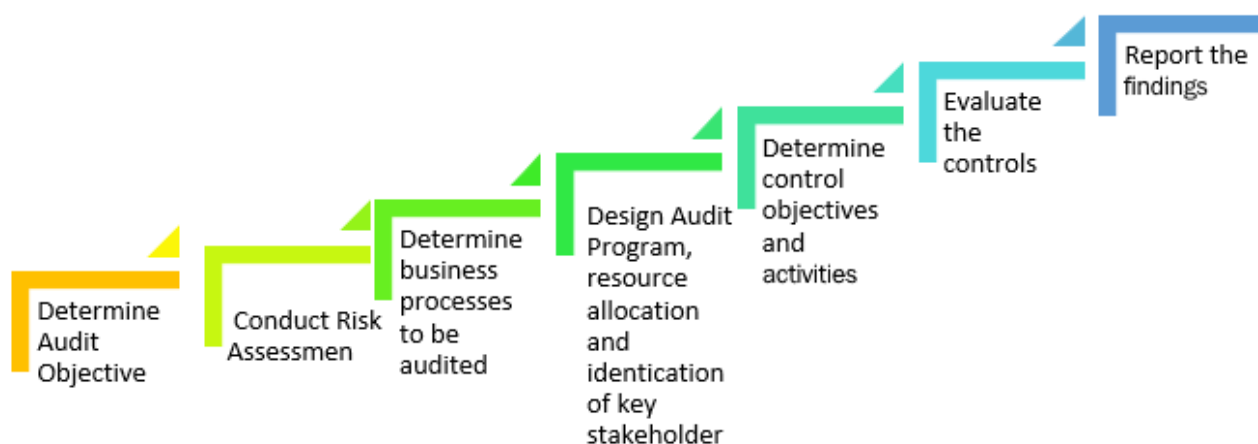 Determine
Audit
Objective
Conduct Risk
Assessmen
Determine
business
processes
to be
audited
Design Audit
Program,
resource
allocation
and
identication
of key
stakeholder
Determine
control
objectives
and
activities
Evaluate
the
controls
Report the
findings